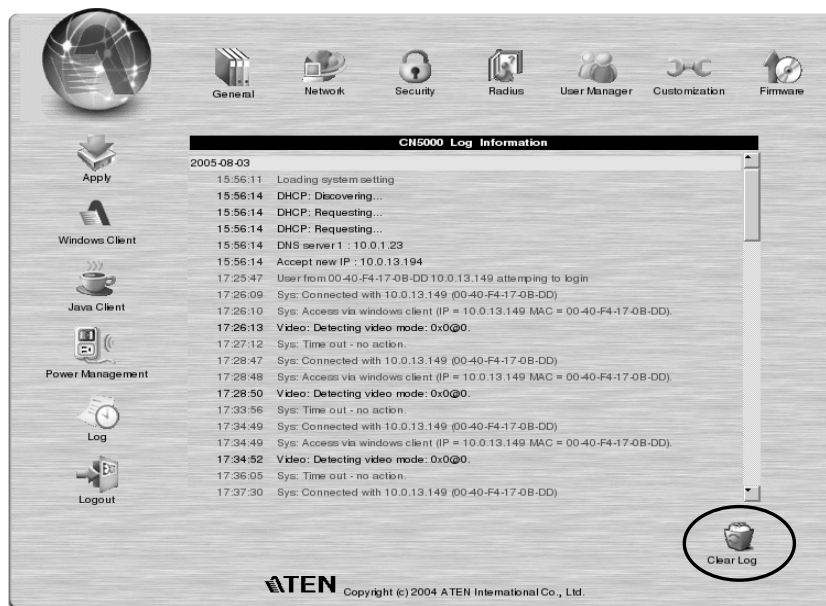 General Network Security Radius User Manager Customization Firmware
Apply
Windows Client
Java Client
Power Management
Log
EXIT
Logout
CN5000 Log Information
2005-08-03
15:56:11 Loading system setting
15:56:14 DHCP: Discovering...
15:56:14 DHCP: Requesting...
15:56:14 DHCP: Requesting...
15:56:14 DNS server1 : 10.0.1.23
15:56:14 Accept new IP : 10.0.13.194
17:25:47 User from 00-40-F4-17-0B-DD 10.0.13.149 attemping to login
17:26:09 Sys: Connected with 10.0.13.149 (00-40-F4-17-0B-DD)
17:26:10 Sys: Access via windows client (IP = 10.0.13.149 MAC = 00-40-F4-17-0B-DD).
17:26:13 Video: Detecting video mode: 0x0@0.
17:27:12 Sys: Time out - no action.
17:28:47 Sys: Connected with 10.0.13.149 (00-40-F4-17-0B-DD)
17:28:48 Sys: Access via windows client (IP = 10.0.13.149 MAC = 00-40-F4-17-0B-DD).
17:28:50 Video: Detecting video mode: 0x0@0.
17:33:56 Sys: Time out - no action.
17:34:49 Sys: Connected with 10.0.13.149 (00-40-F4-17-0B-DD)
17:34:49 Sys: Access via windows client (IP = 10.0.13.149 MAC = 00-40-F4-17-0B-DD).
17:34:52 Video: Detecting video mode: 0x0@0.
17:36:05 Sys: Time out - no action.
17:37:30 Sys: Connected with 10.0.13.149 (00-40-F4-17-0B-DD)
Clear Log
ATEN Copyright (c) 2004 ATEN International Co., Ltd.